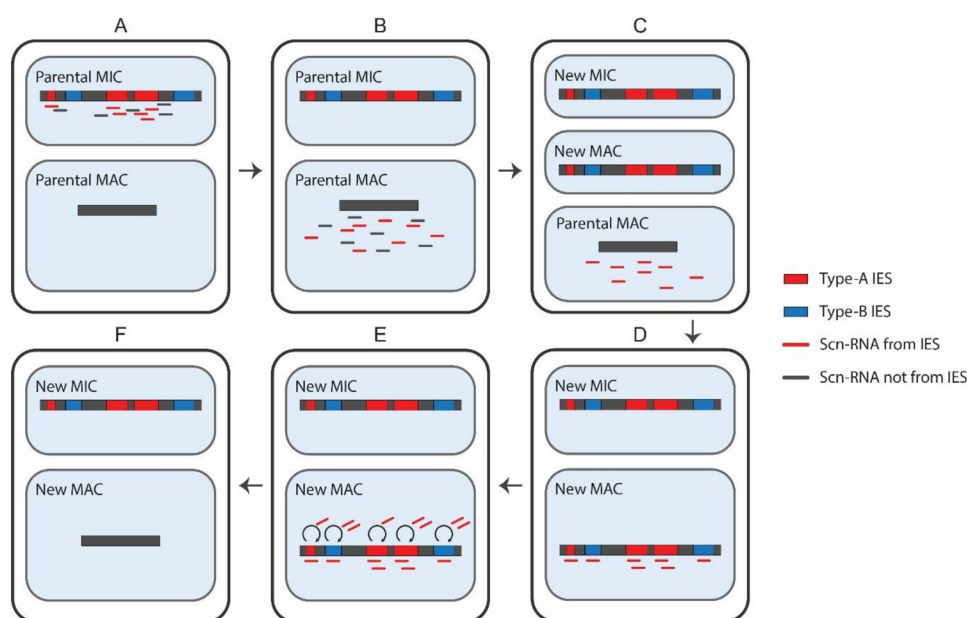 A
B
C
Parental MIC
Parental MAC
Parental MIC
Parental MAC
New MIC
New MAC
Parental MAC
Type-A IES
Type-B IES
Scn-RNA from IES
Scn-RNA not from IES
F
E
D
New MIC
New MAC
New MIC
New MAC
New MIC
New MAC